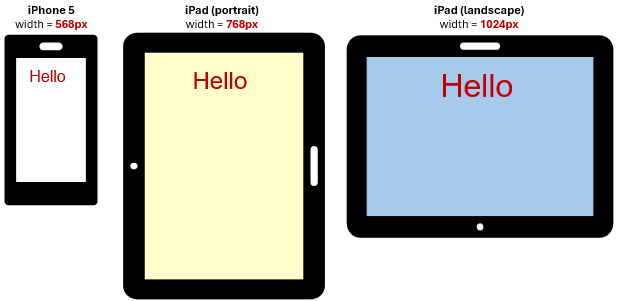 iPhone 5
width = 568px
Hello
iPad (portrait)
width = 768px
Hello
iPad (landscape)
width = 1024px
Hello